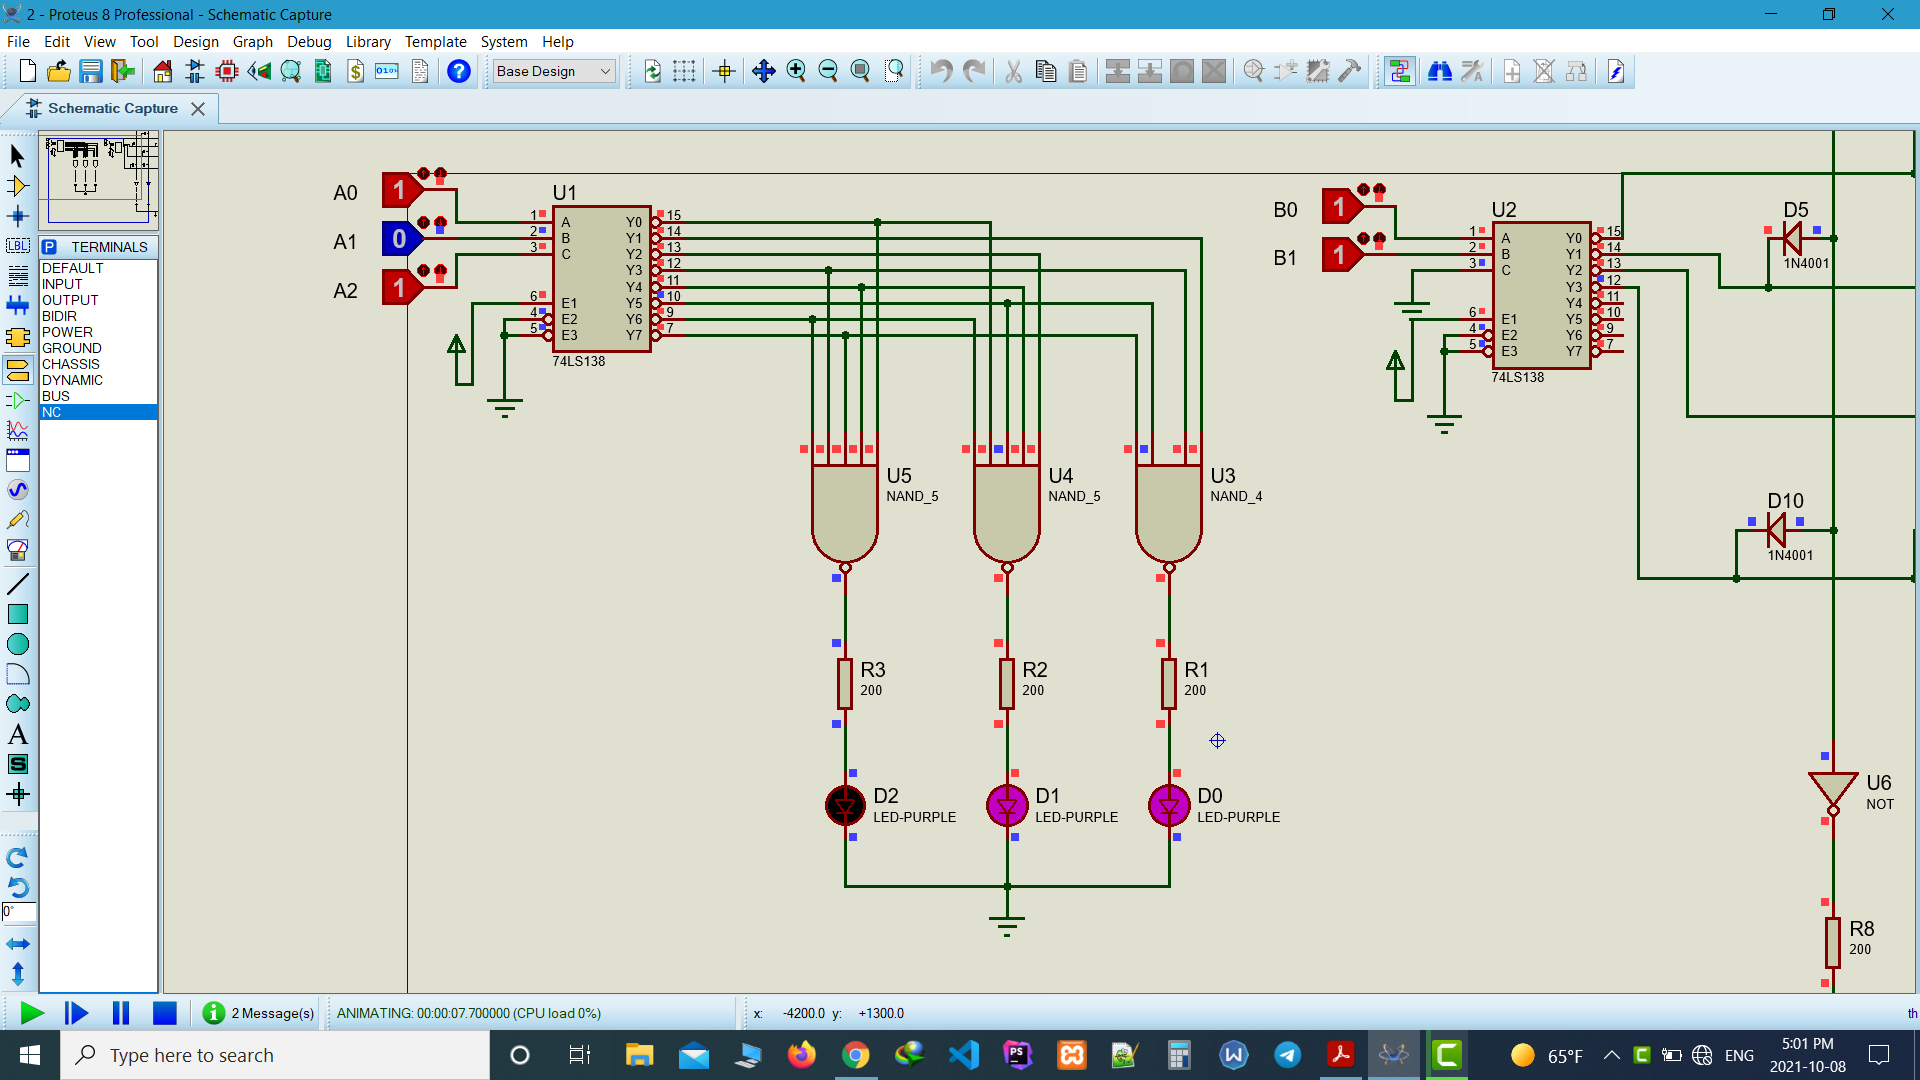 2 - Proteus 8 Professional - Schematic Capture
File Edit View Tool Design Graph Debug Library Template System Help
Base Design
Schematic Capture
P TERMINALS
DEFAULT
INPUT
OUTPUT
BIDIR
POWER
GROUND
CHASSIS
DYNAMIC
BUS
NC
LBL
A
S
0°
A0 1
A1 0
A2 1
U1
1 A Y0 15
2 B Y1 14
3 C Y2 13
Y3 12
Y4 11
6 E1 Y5 10
4 E2 Y6 9
5 E3 Y7 7
74LS138
B0 1
B1 1
U2
1 A Y0 15
2 B Y1 14
3 C Y2 13
Y3 12
Y4 11
6 E1 Y5 10
4 E2 Y6 9
5 E3 Y7 7
74LS138
D5
1N4001
D10
1N4001
U5
NAND_5
U4
NAND_5
U3
NAND_4
R3
200
R2
200
R1
200
D2
LED-PURPLE
D1
LED-PURPLE
D0
LED-PURPLE
U6
NOT
R8
200
2 Message(s)
ANIMATING: 00:00:07.700000 (CPU load 0%)
x: -4200.0 y: +1300.0
th
Type here to search
65°F
ENG
5:01 PM
2021-10-08